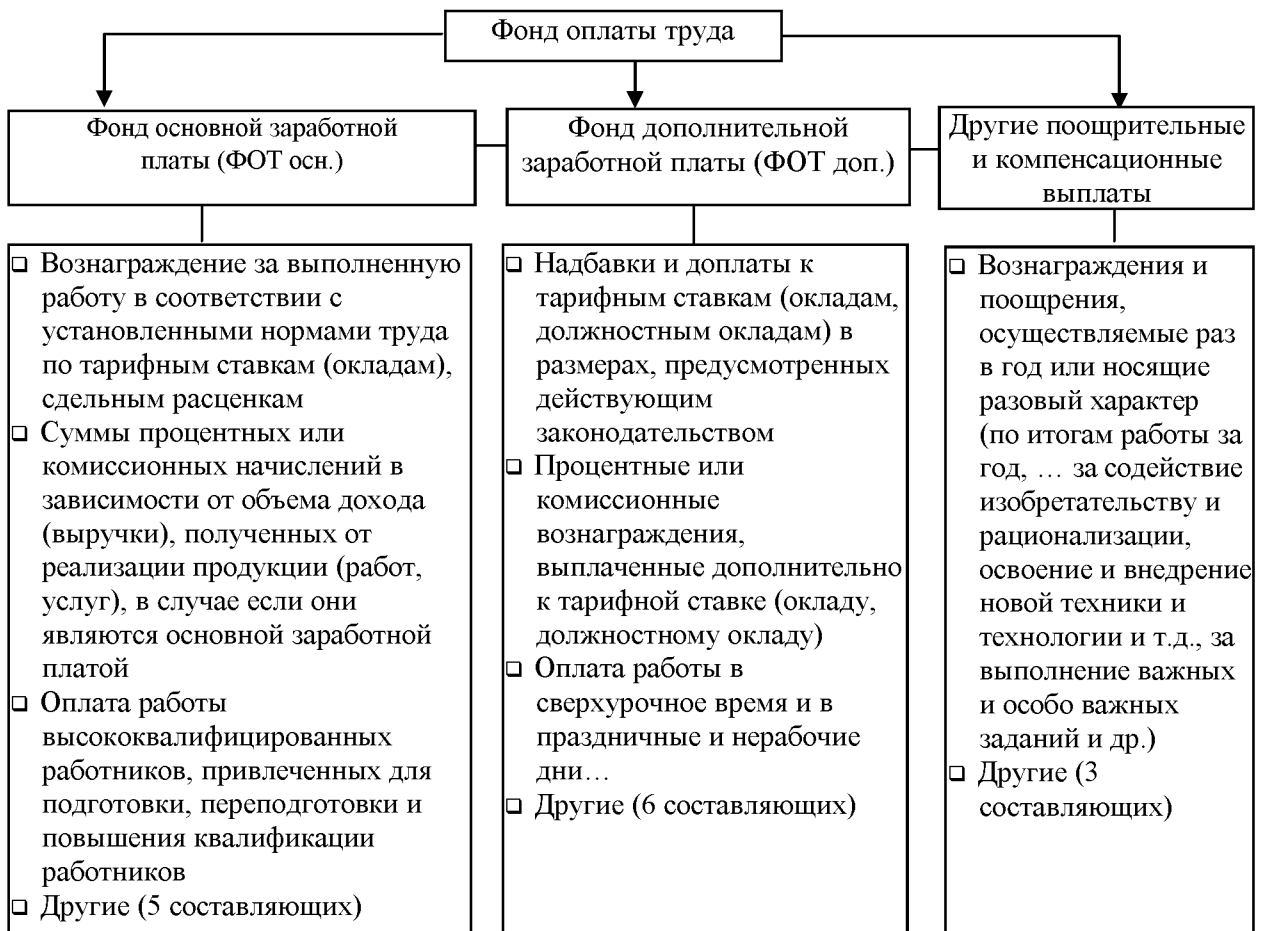 Фонд оплаты труда
Фонд основной заработной
платы (ФОТ осн.)
Фонд дополнительной
заработной платы (ФОТ доп.)
Другие поощрительные
и компенсационные
выплаты
❑ Вознаграждение за выполненную
работу в соответствии с
установленными нормами труда
по тарифным ставкам (окладам),
сдельным расценкам
❑ Суммы процентных или
комиссионных начислений в
зависимости от объема дохода
(выручки), полученных от
реализации продукции (работ,
услуг), в случае если они
являются основной заработной
платой
❑ Оплата работы
высококвалифицированных
работников, привлеченных для
подготовки, переподготовки и
повышения квалификации
работников
❑ Другие (5 составляющих)
❑ Надбавки и доплаты к
тарифным ставкам (окладам,
должностным окладам) в
размерах, предусмотренных
действующим
законодательством
❑ Процентные или
комиссионные
вознаграждения,
выплаченные дополнительно
к тарифной ставке (окладу,
должностному окладу)
❑ Оплата работы в
сверхурочное время и в
праздничные и нерабочие
дни…
❑ Другие (6 составляющих)
❑ Вознаграждения и
поощрения,
осуществляемые раз
в год или носящие
разовый характер
(по итогам работы за
год, … за содействие
изобретательству и
рационализации,
освоение и внедрение
новой техники и
технологии и т.д., за
выполнение важных
и особо важных
заданий и др.)
❑ Другие (3
составляющих)